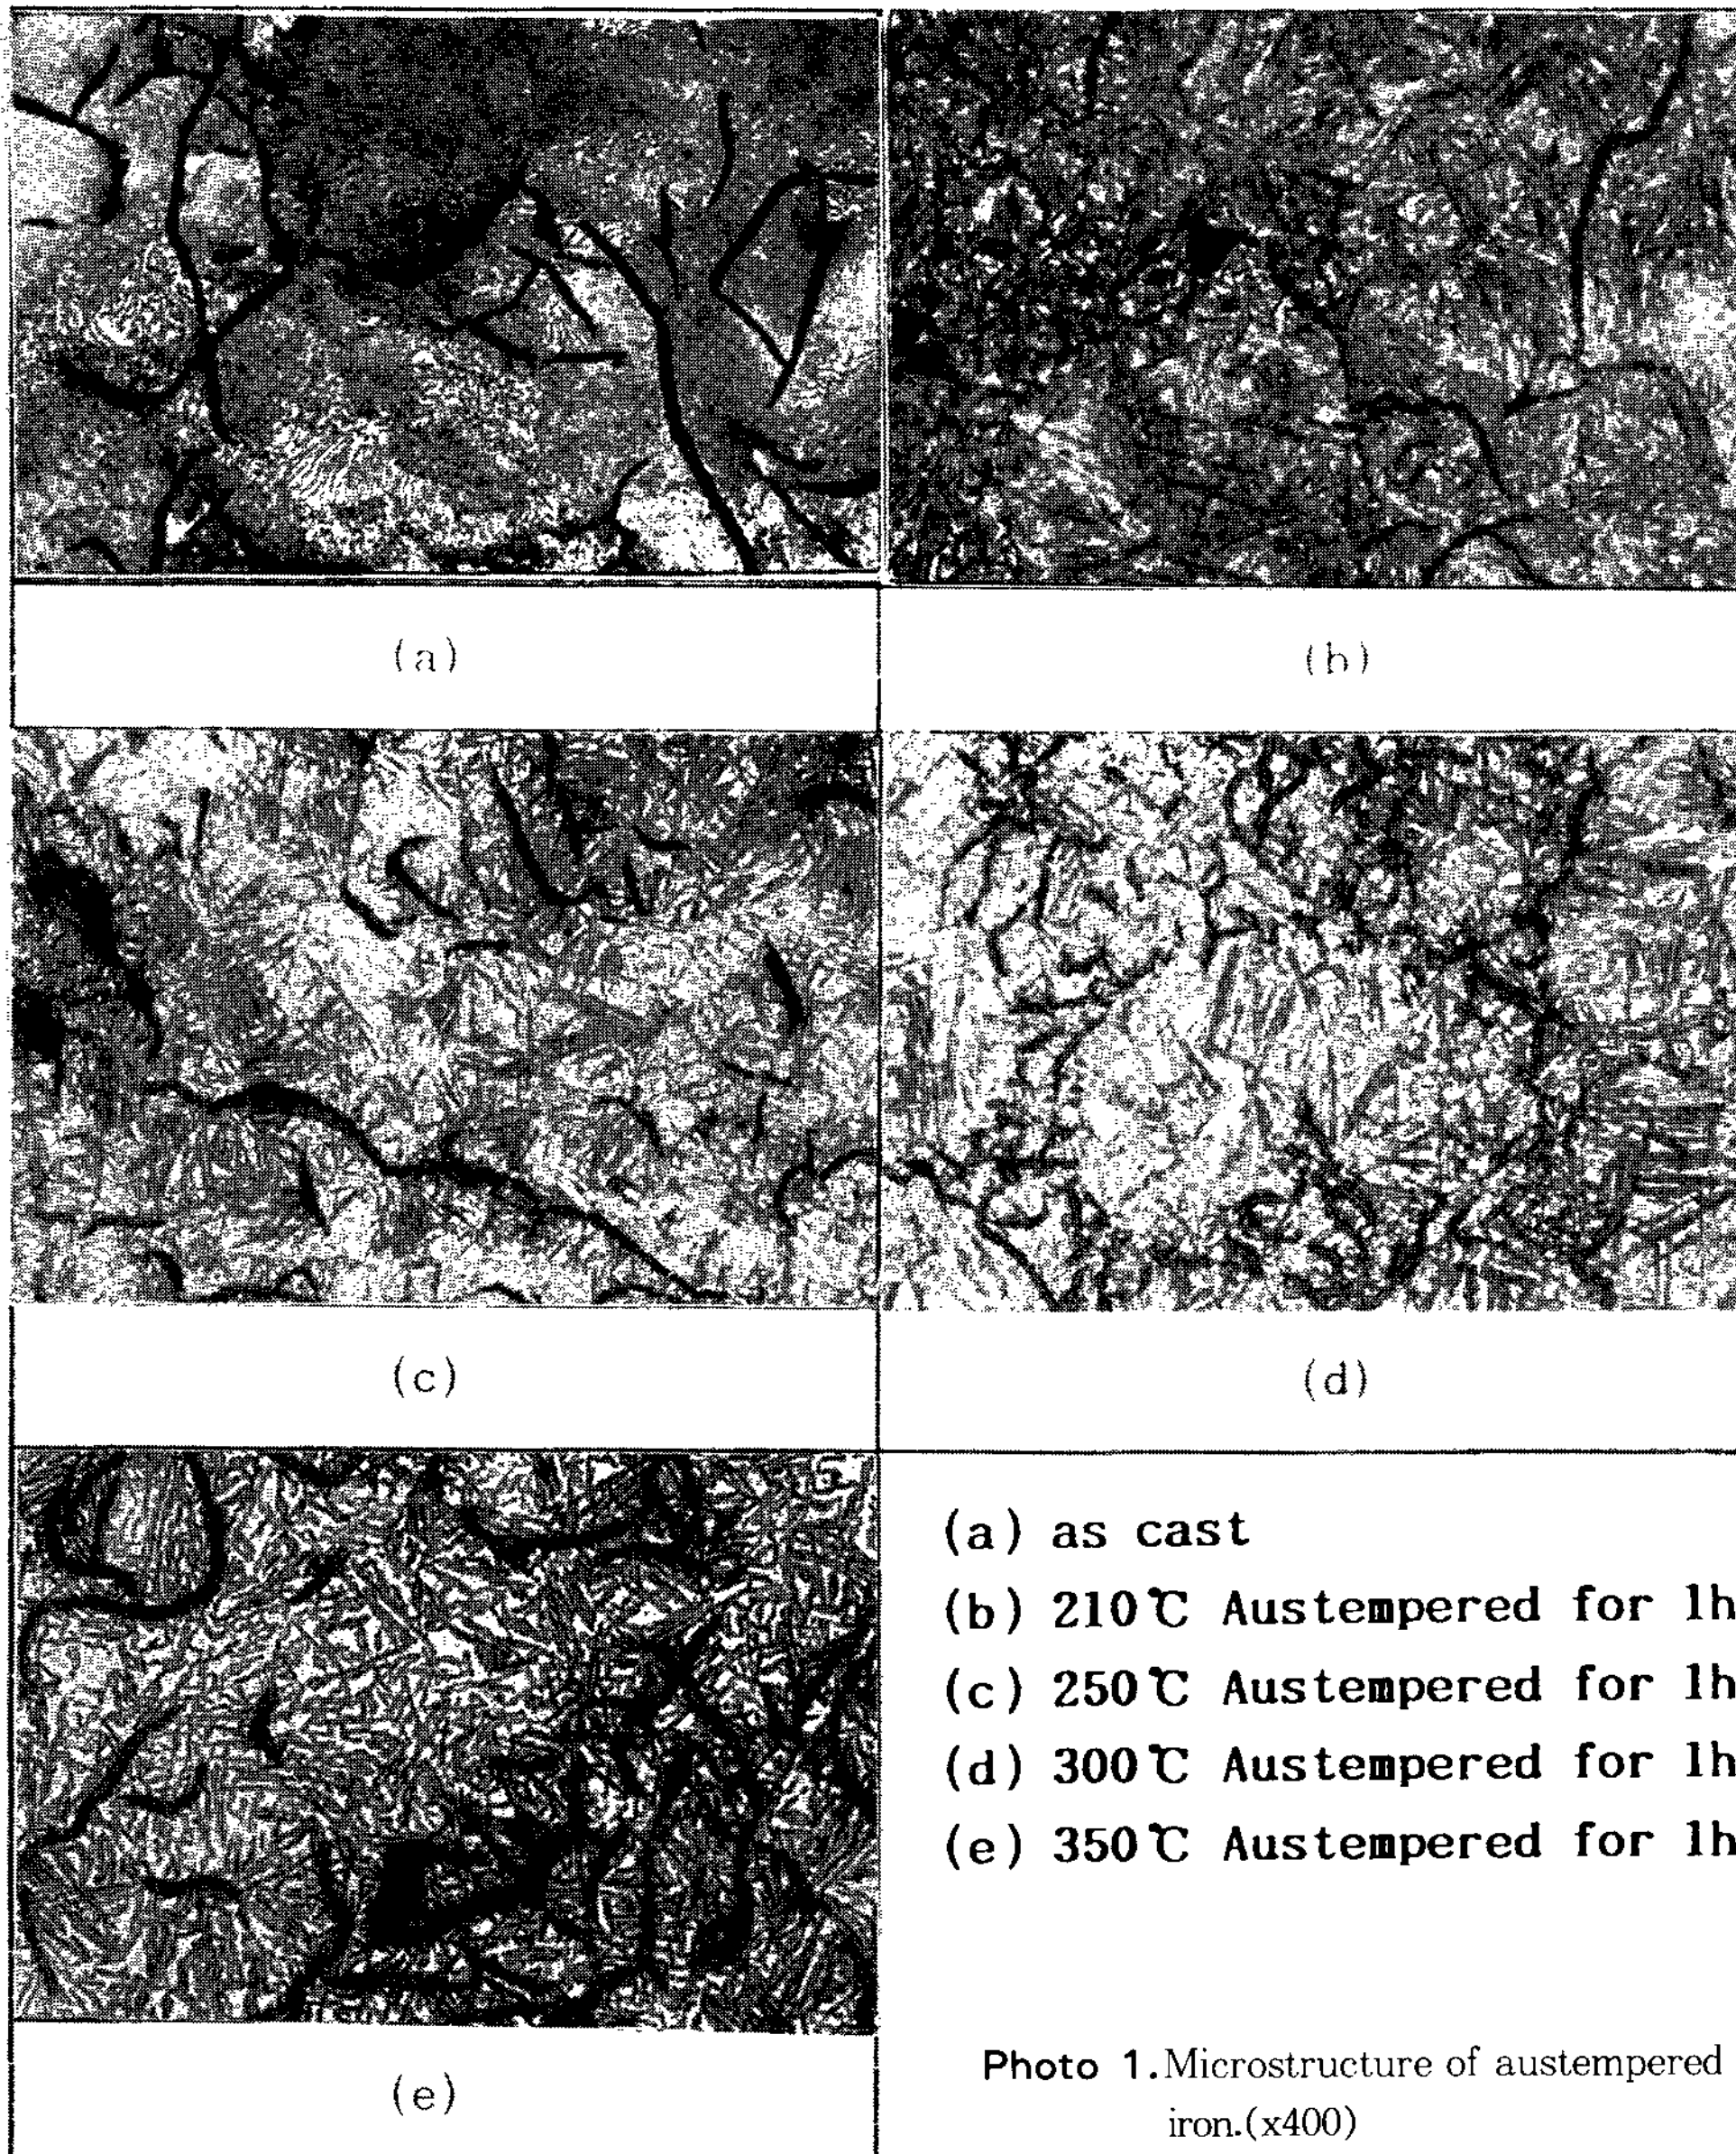 (a)
(b)
(c)
(d)
(e)
(a) as cast
(b) 210℃ Austempered for 1h
(c) 250℃ Austempered for 1h
(d) 300℃ Austempered for 1h
(e) 350℃ Austempered for 1h
Photo 1. Microstructure of austempered
iron.(x400)